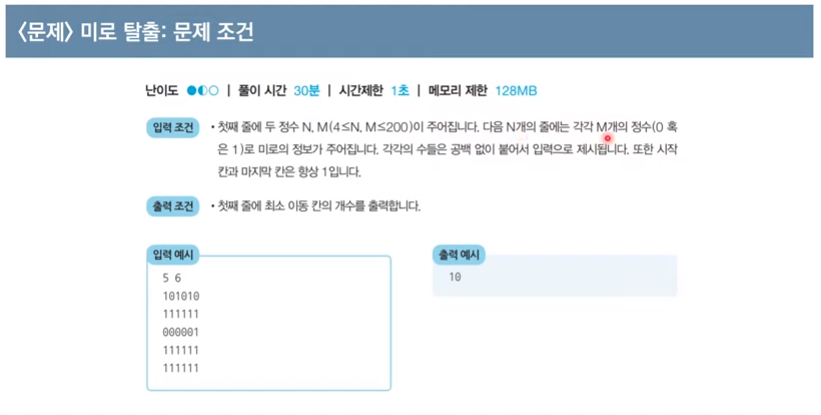 <문제> 미로 탈출: 문제 조건
난이도 ●◐○ | 풀이 시간 30분 | 시간제한 1초 | 메모리 제한 128MB
입력 조건 • 첫째 줄에 두 정수 N, M(4≤N, M≤200)이 주어집니다. 다음 N개의 줄에는 각각 M개의 정수(0 혹
은 1)로 미로의 정보가 주어집니다. 각각의 수들은 공백 없이 붙어서 입력으로 제시됩니다. 또한 시작
칸과 마지막 칸은 항상 1입니다.
출력 조건 • 첫째 줄에 최소 이동 칸의 개수를 출력합니다.
입력 예시
5 6
101010
111111
000001
111111
111111
출력 예시
10